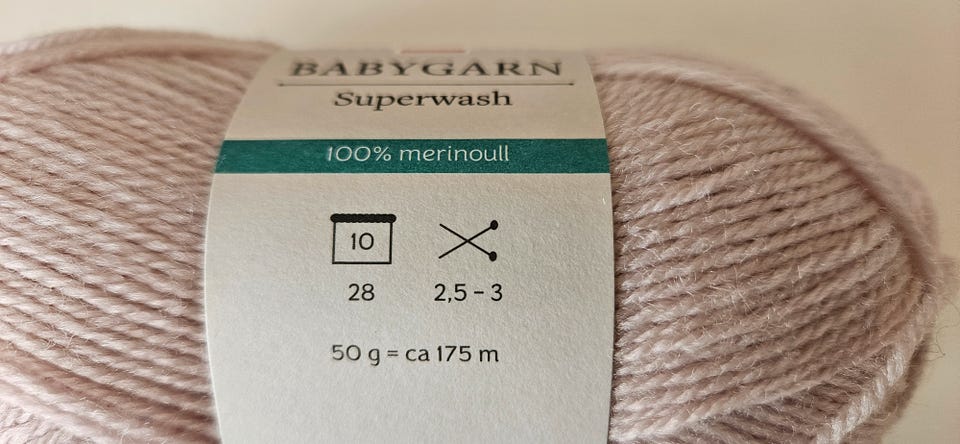 BABYGARN
Superwash
100% merinoull
10
28 2,5 – 3
50 g = ca 175 m